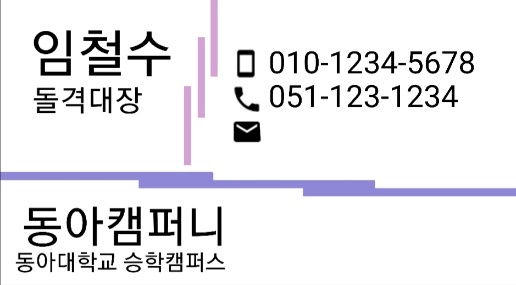 임철수
돌격대장
010-1234-5678
051-123-1234
동아캠퍼니
동아대학교 승학캠퍼스